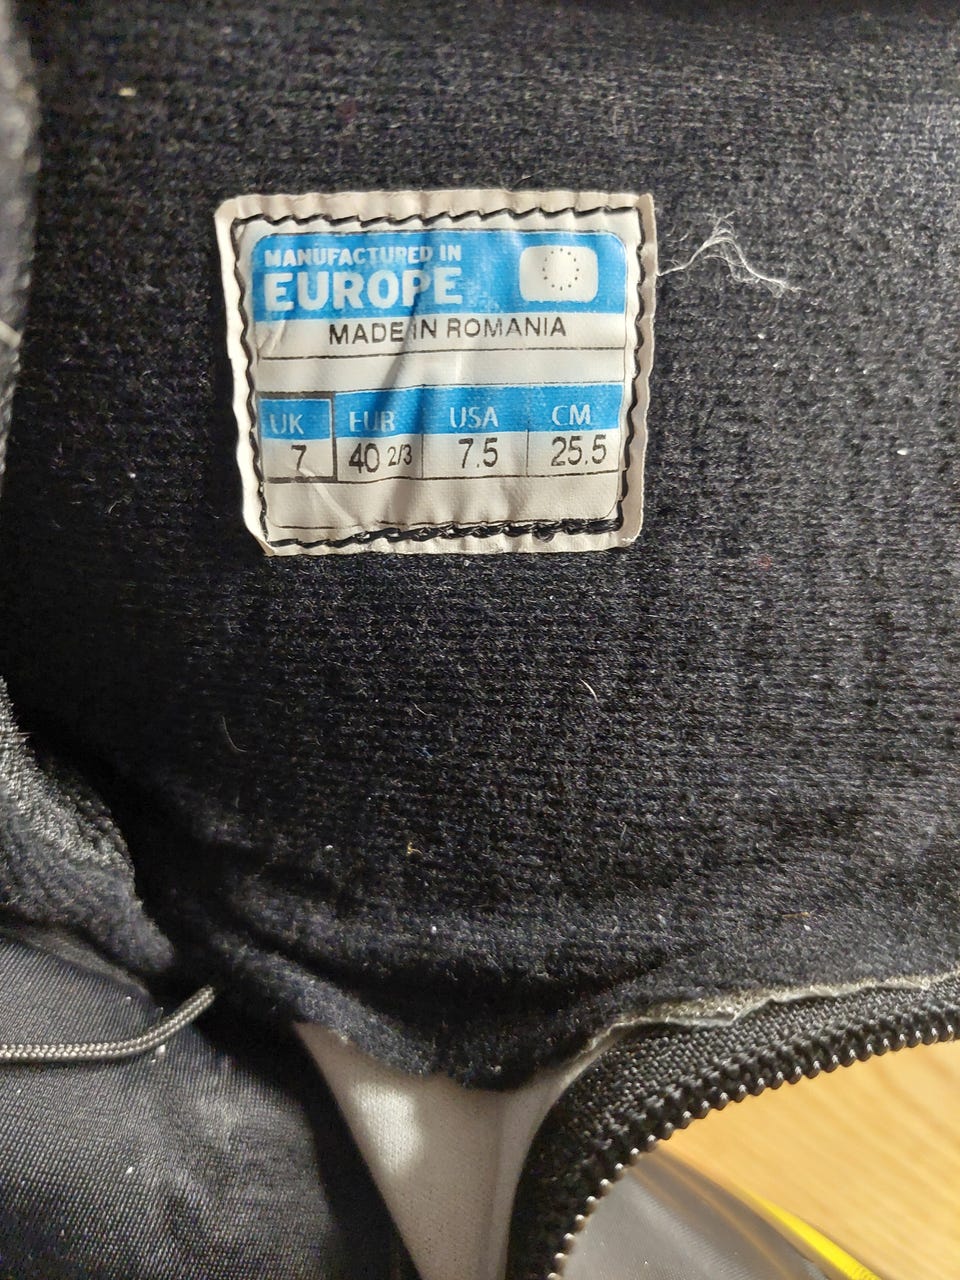 MANUFACTURED IN
EUROPE
MADE IN ROMANIA
UK EUR USA CM
7 40 2/3 7.5 25.5